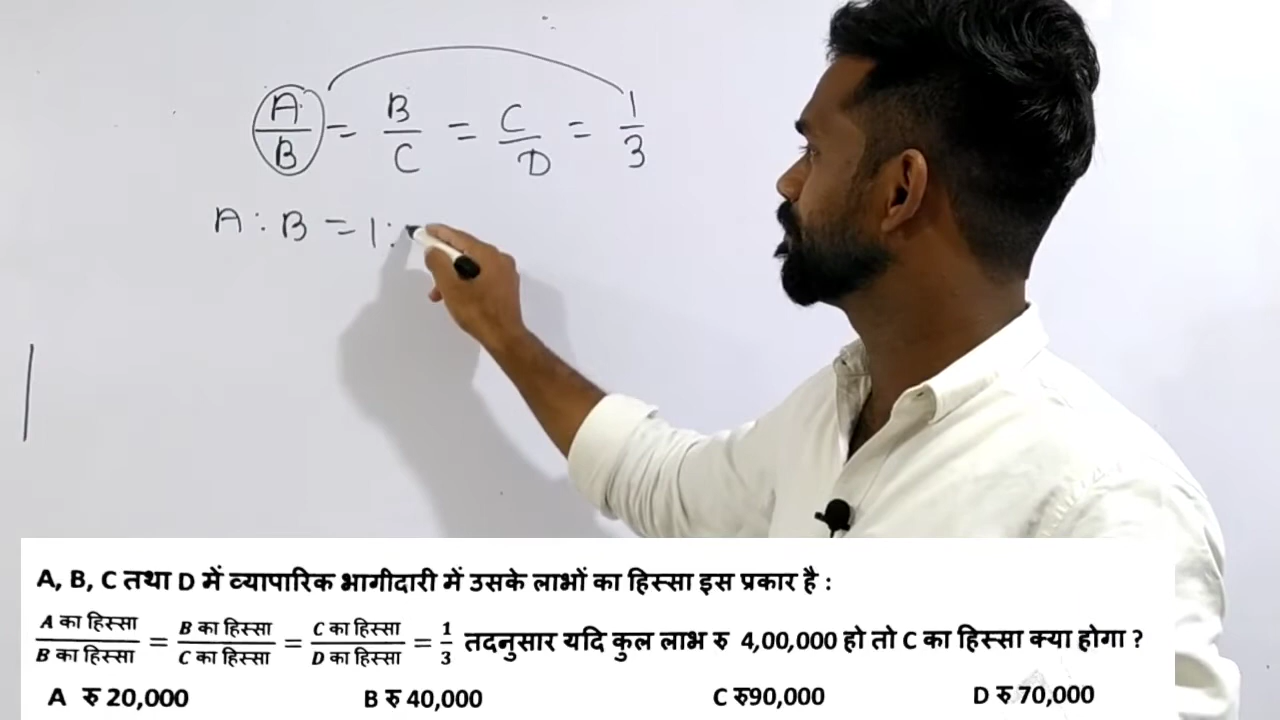 A/B = B/C = C/D = 1/3
A : B = 1 :
A, B, C तथा D में व्यापारिक भागीदारी में उसके लाभों का हिस्सा इस प्रकार है :
A का हिस्सा/B का हिस्सा = B का हिस्सा/C का हिस्सा = C का हिस्सा/D का हिस्सा = 1/3 तदनुसार यदि कुल लाभ रु 4,00,000 हो तो C का हिस्सा क्या होगा ?
A रु 20,000 B रु 40,000 C रु90,000 D रु 70,000